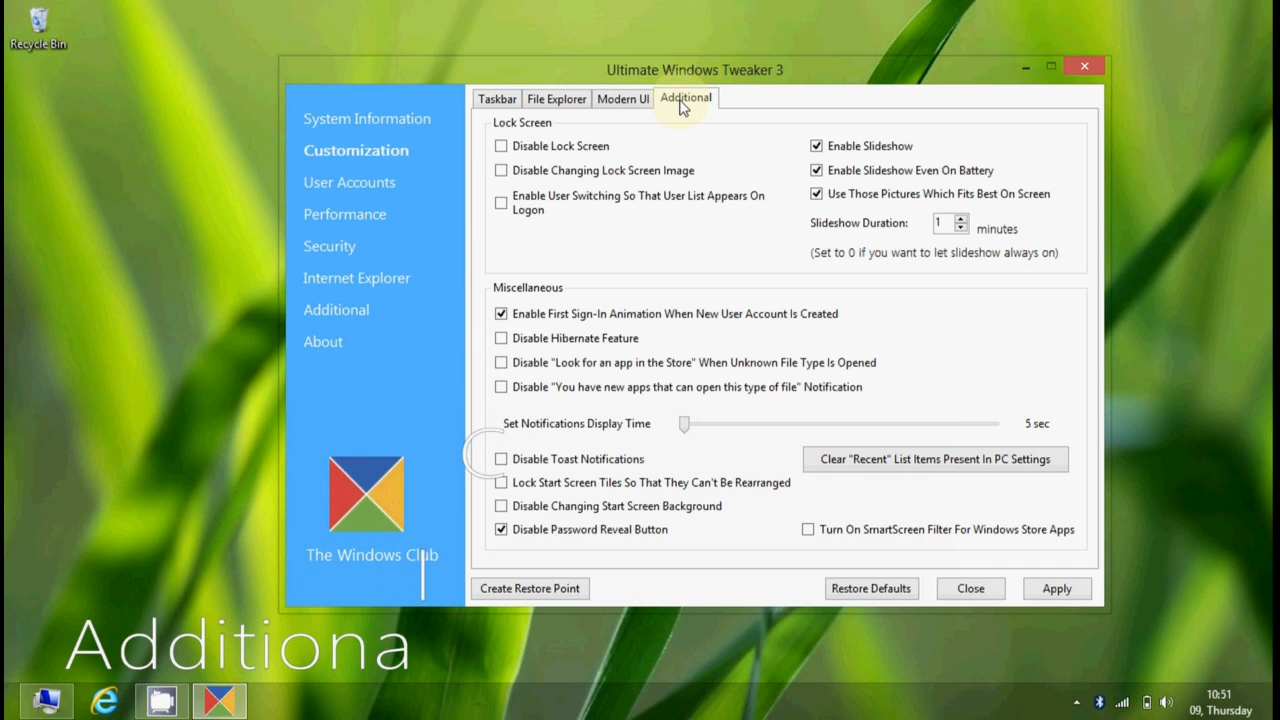 Recycle Bin
Ultimate Windows Tweaker 3
System Information
Customization
User Accounts
Performance
Security
Internet Explorer
Additional
About
The Windows Club
Taskbar
File Explorer
Modern UI
Additional
Lock Screen
Disable Lock Screen
Disable Changing Lock Screen Image
Enable User Switching So That User List Appears On
Logon
Enable Slideshow
Enable Slideshow Even On Battery
Use Those Pictures Which Fits Best On Screen
Slideshow Duration: 1 minutes
(Set to 0 if you want to let slideshow always on)
Miscellaneous
Enable First Sign-In Animation When New User Account Is Created
Disable Hibernate Feature
Disable "Look for an app in the Store" When Unknown File Type Is Opened
Disable "You have new apps that can open this type of file" Notification
Set Notifications Display Time 5 sec
Disable Toast Notifications
Clear "Recent" List Items Present In PC Settings
Lock Start Screen Tiles So That They Can't Be Rearranged
Disable Changing Start Screen Background
Disable Password Reveal Button
Turn On SmartScreen Filter For Windows Store Apps
Create Restore Point
Restore Defaults
Close
Apply
Additiona
10:51
09, Thursday